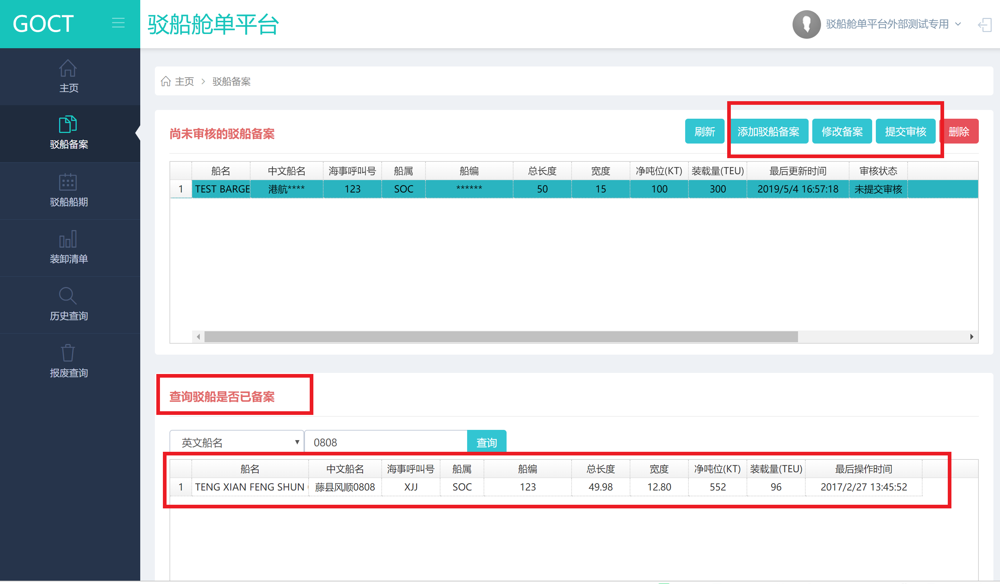 GOCT
驳船舱单平台
驳船舱单平台外部测试专用
主页
驳船备案
驳船船期
装卸清单
历史查询
报废查询
主页 > 驳船备案
尚未审核的驳船备案
刷新 添加驳船备案 修改备案 提交审核 删除
船名 中文船名 海事呼叫号 船属 船编 总长度 宽度 净吨位(KT) 装载量(TEU) 最后更新时间 审核状态
1 TEST BARGE 港航**** 123 SOC ****** 50 15 100 300 2019/5/4 16:57:18 未提交审核
查询驳船是否已备案
英文船名 0808 查询
船名 中文船名 海事呼叫号 船属 船编 总长度 宽度 净吨位(KT) 装载量(TEU) 最后操作时间
1 TENG XIAN FENG SHUN 藤县风顺0808 XJJ SOC 123 49.98 12.80 552 96 2017/2/27 13:45:52